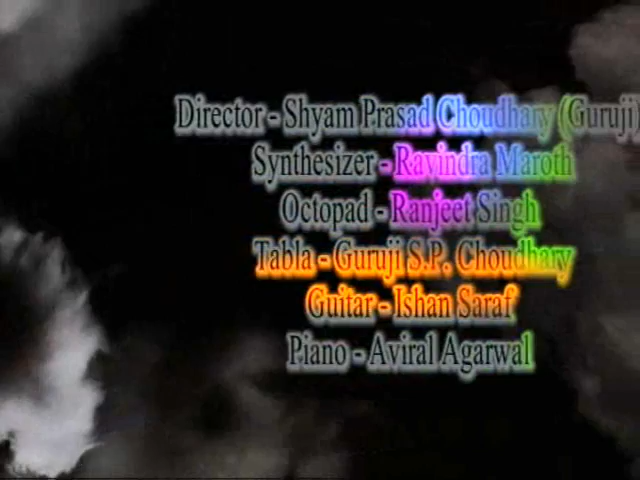 Director - Shyam Prasad Choudhary (Guruji)
Synthesizer - Ravindra Maroth
Octopad - Ranjeet Singh
Tabla - Guruji S.P. Choudhary
Guitar - Ishan Saraf
Piano - Aviral Agarwal